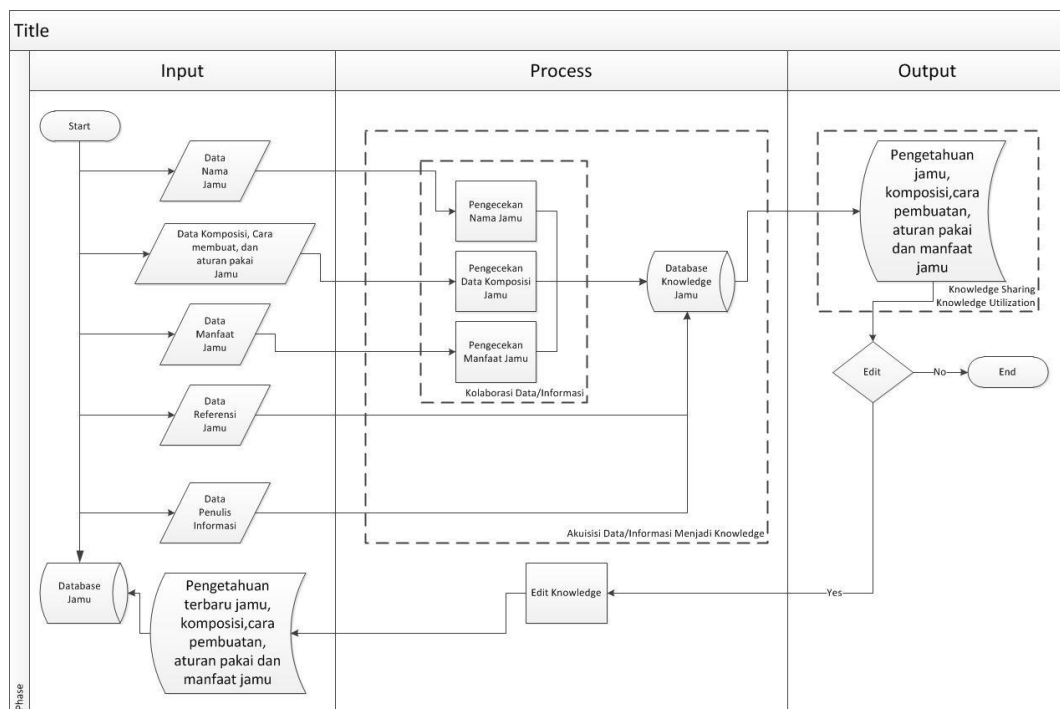 Title
Input
Process
Output
Phase
Start
Data
Nama
Jamu
Data Komposisi, Cara
membuat, dan
aturan pakai
Jamu
Data
Manfaat
Jamu
Data
Referensi
Jamu
Data
Penulis
Informasi
Database
Jamu
Pengetahuan
terbaru jamu,
komposisi,cara
pembuatan,
aturan pakai dan
manfaat jamu
Pengecekan
Nama Jamu
Pengecekan
Data Komposisi
Jamu
Pengecekan
Manfaat Jamu
Kolaborasi Data/Informasi
Database
Knowledge
Jamu
Akuisisi Data/Informasi Menjadi Knowledge
Edit Knowledge
Pengetahuan
jamu,
komposisi,cara
pembuatan,
aturan pakai
dan manfaat
jamu
Knowledge Sharing
Knowledge Utilization
Edit
No
End
Yes